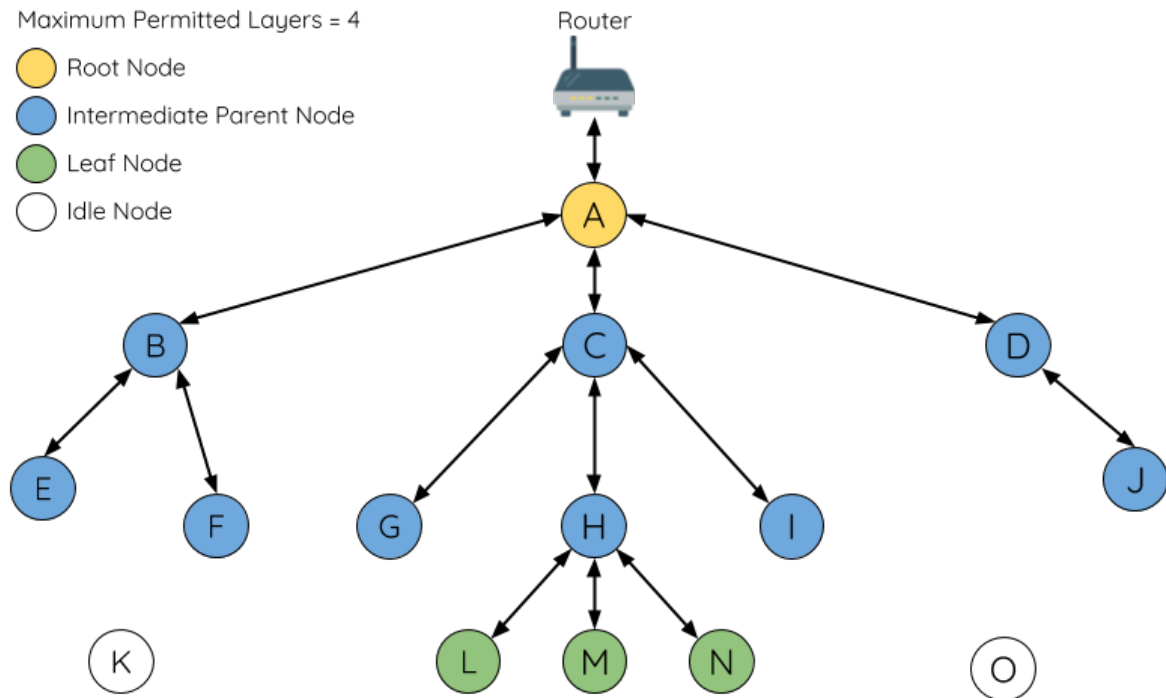 Maximum Permitted Layers = 4
Router
Root Node
Intermediate Parent Node
Leaf Node
Idle Node
A
B
C
D
E
F
G
H
I
J
K
L
M
N
O